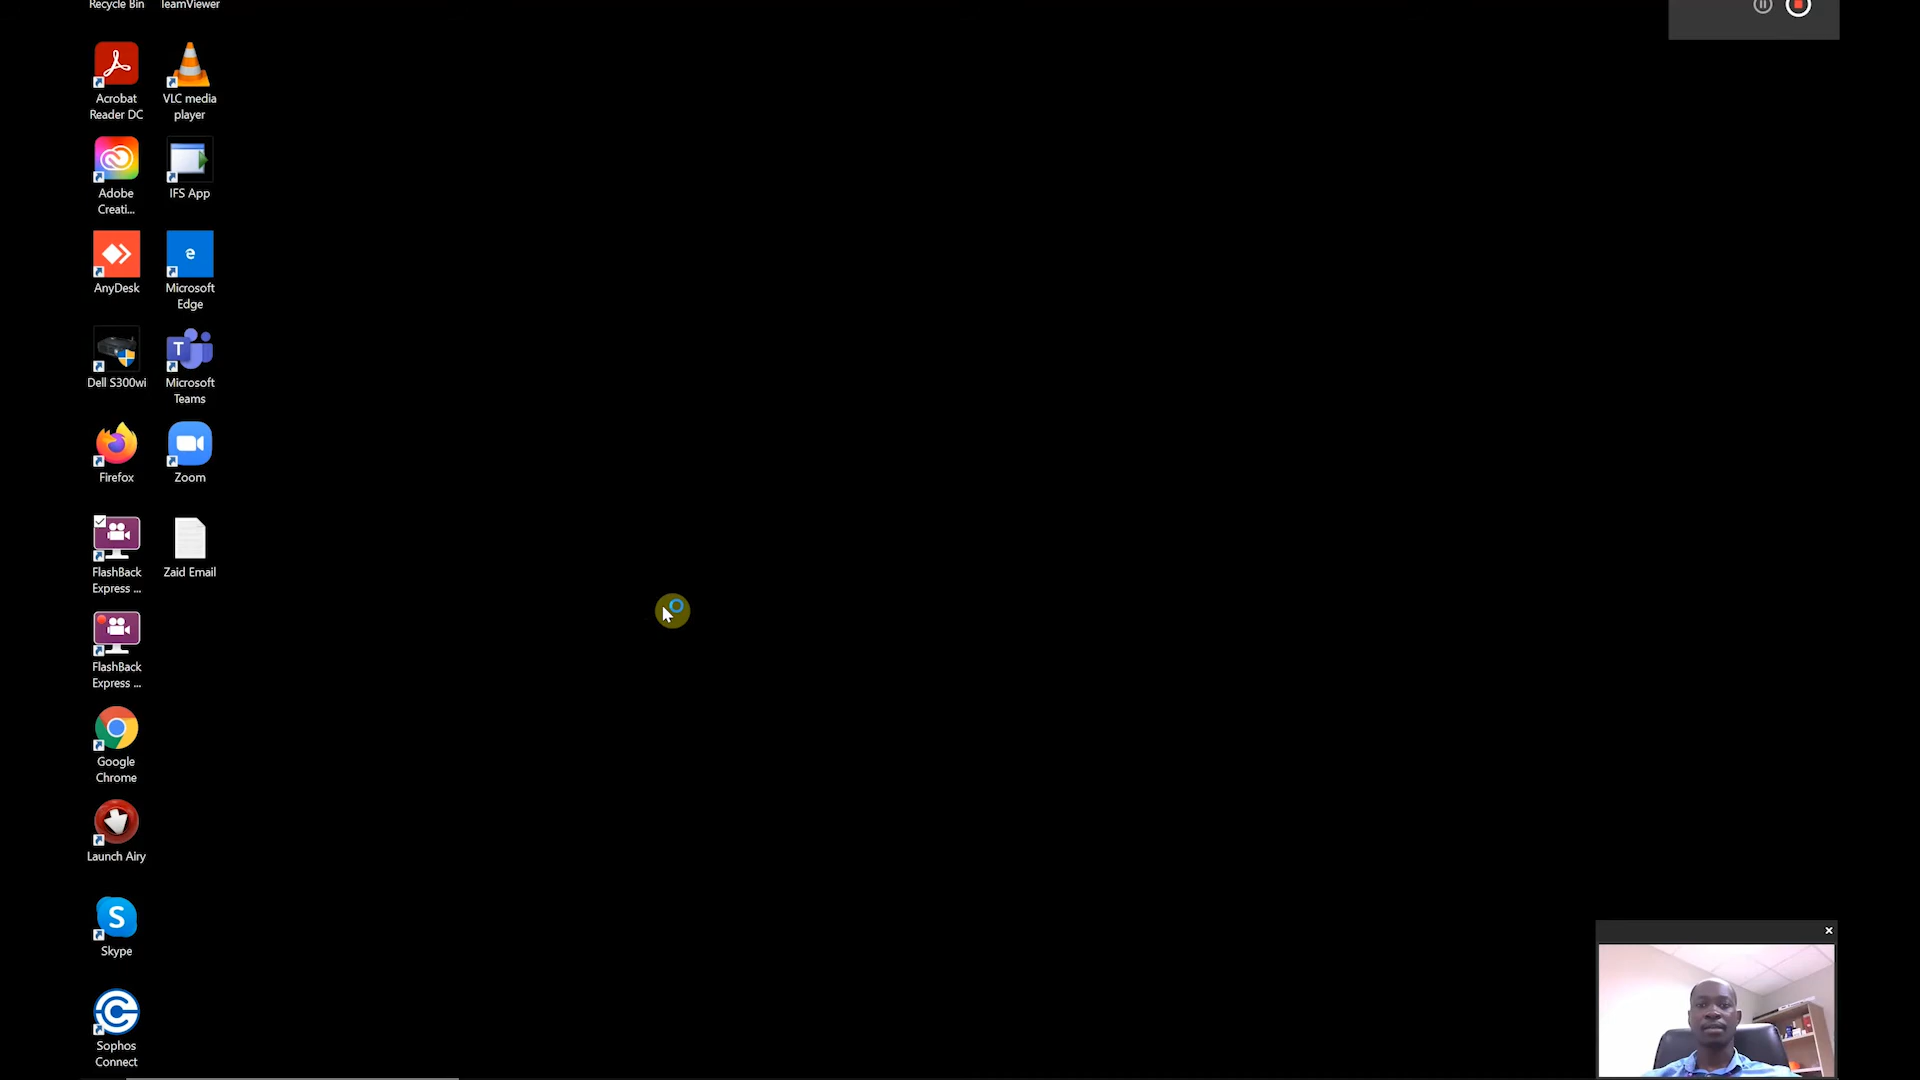 Recycle Bin
TeamViewer
Acrobat
Reader DC
VLC media
player
Adobe
Creati...
IFS App
AnyDesk
Microsoft
Edge
Dell S300wi
Microsoft
Teams
Firefox
Zoom
FlashBack
Express ...
Zaid Email
FlashBack
Express ...
Google
Chrome
Launch Airy
Skype
Sophos
Connect